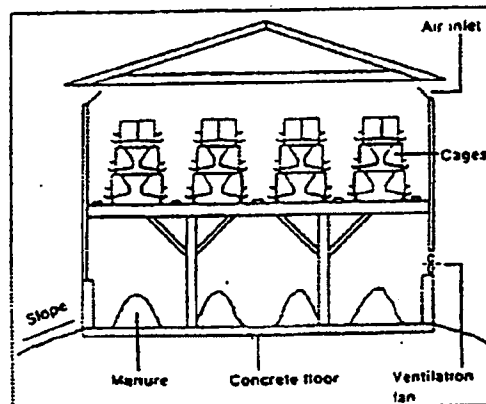 Air inlet
Cages
Slope
Manure
Concrete floor
Ventilation
fan